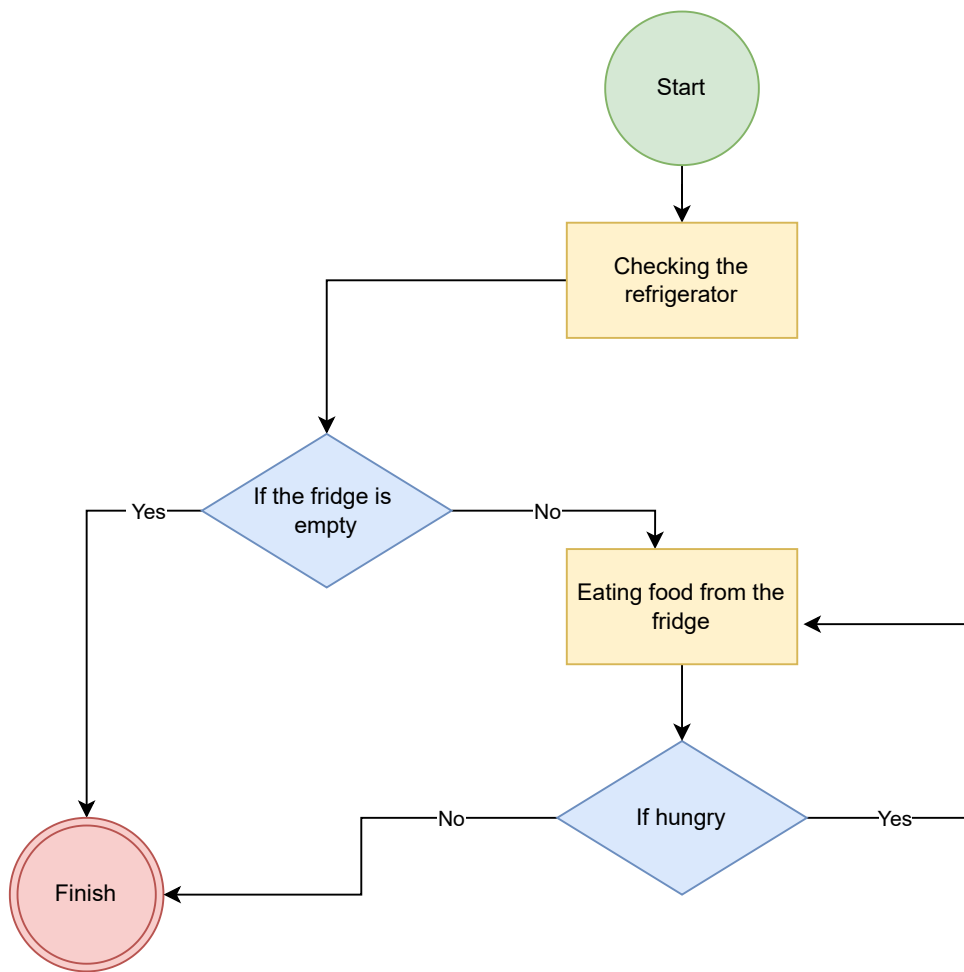 Start
Checking the
refrigerator
If the fridge is
empty
Yes
No
Eating food from the
fridge
If hungry
No
Yes
Finish